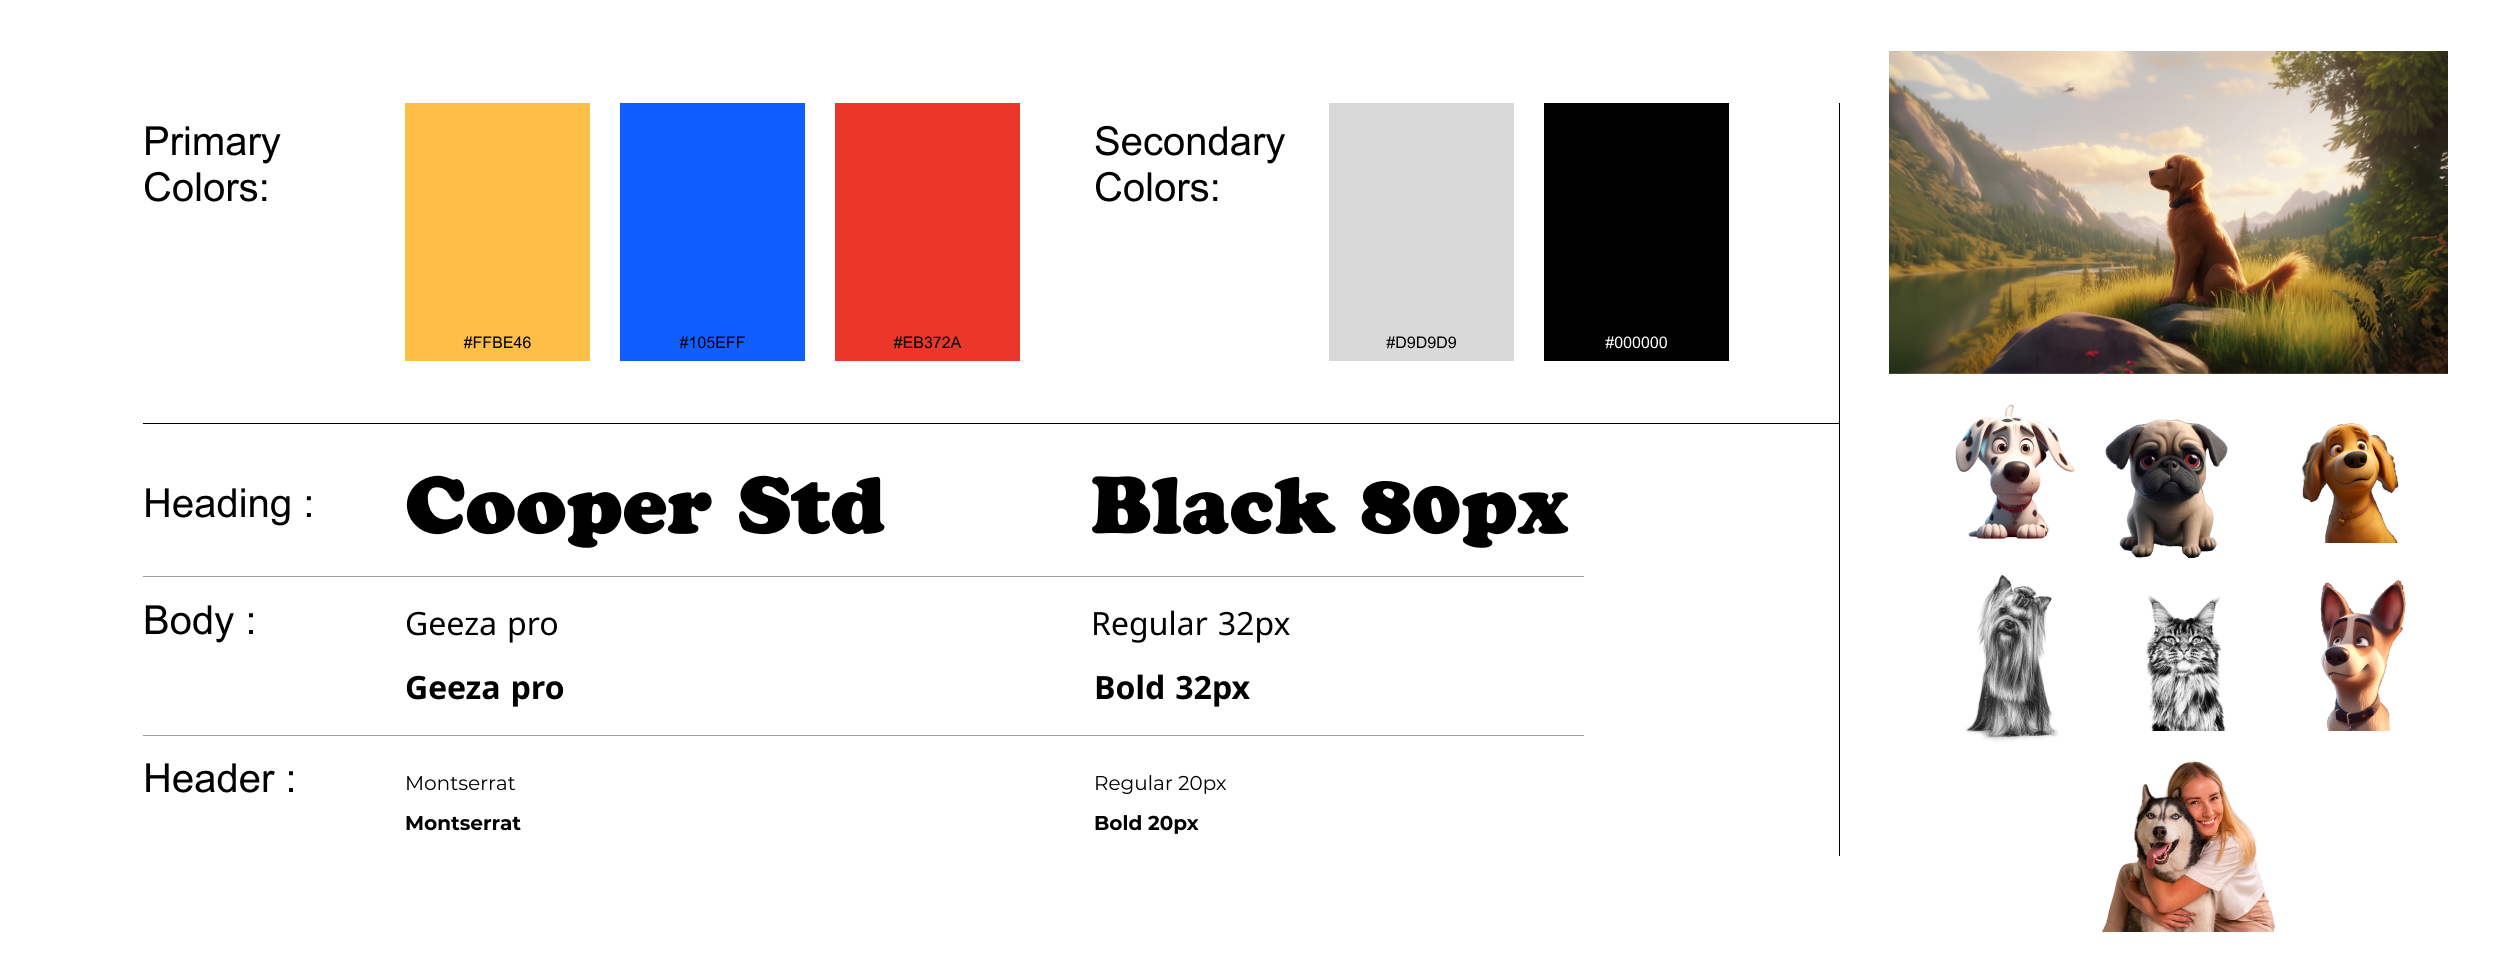 Primary
Colors:
#FFBE46
#105EFF
#EB372A
Secondary
Colors:
#D9D9D9
#000000
Heading :
Cooper Std
Black 80px
Body :
Geeza pro
Regular 32px
Geeza pro
Bold 32px
Header :
Montserrat
Regular 20px
Montserrat
Bold 20px